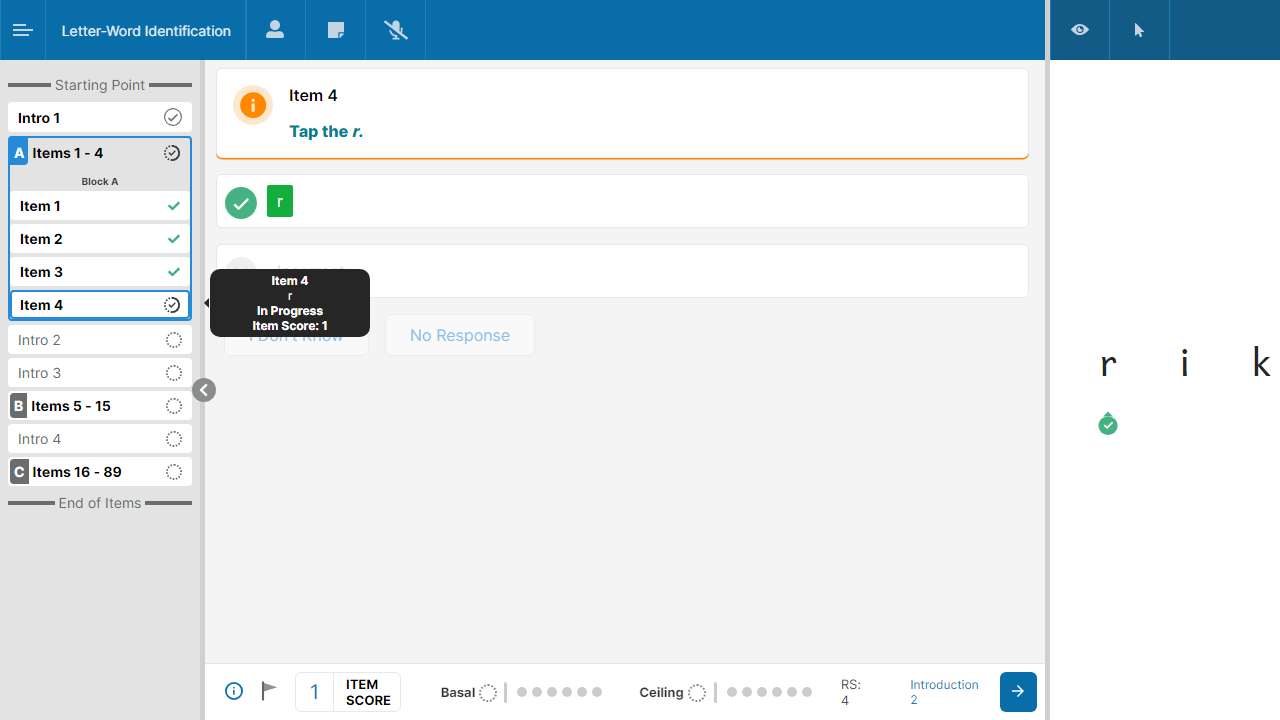 Letter-Word Identification
Starting Point
Intro 1
A Items 1 - 4
Block A
Item 1
Item 2
Item 3
Item 4
Intro 2
Intro 3
B Items 5 - 15
Intro 4
C Items 16 - 89
End of Items
Item 4
Tap the r.
r
Item 4
r
In Progress
Item Score: 1
I Don't Know
No Response
1 ITEM SCORE
Basal
Ceiling
RS: 4
Introduction 2
r i k